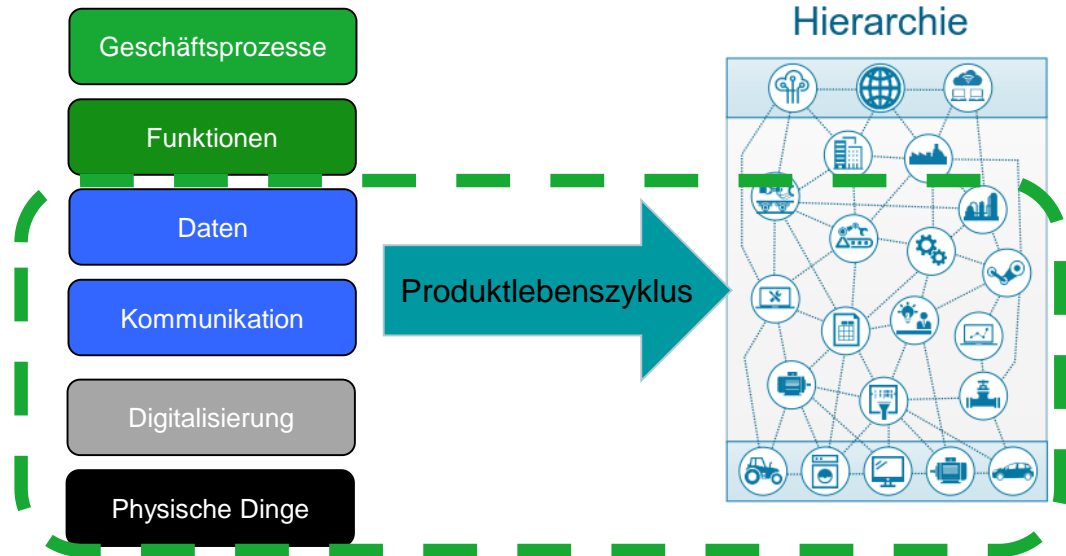 Hierarchie
Geschäftsprozesse
Funktionen
Daten
Kommunikation
Digitalisierung
Physische Dinge
Produktlebenszyklus